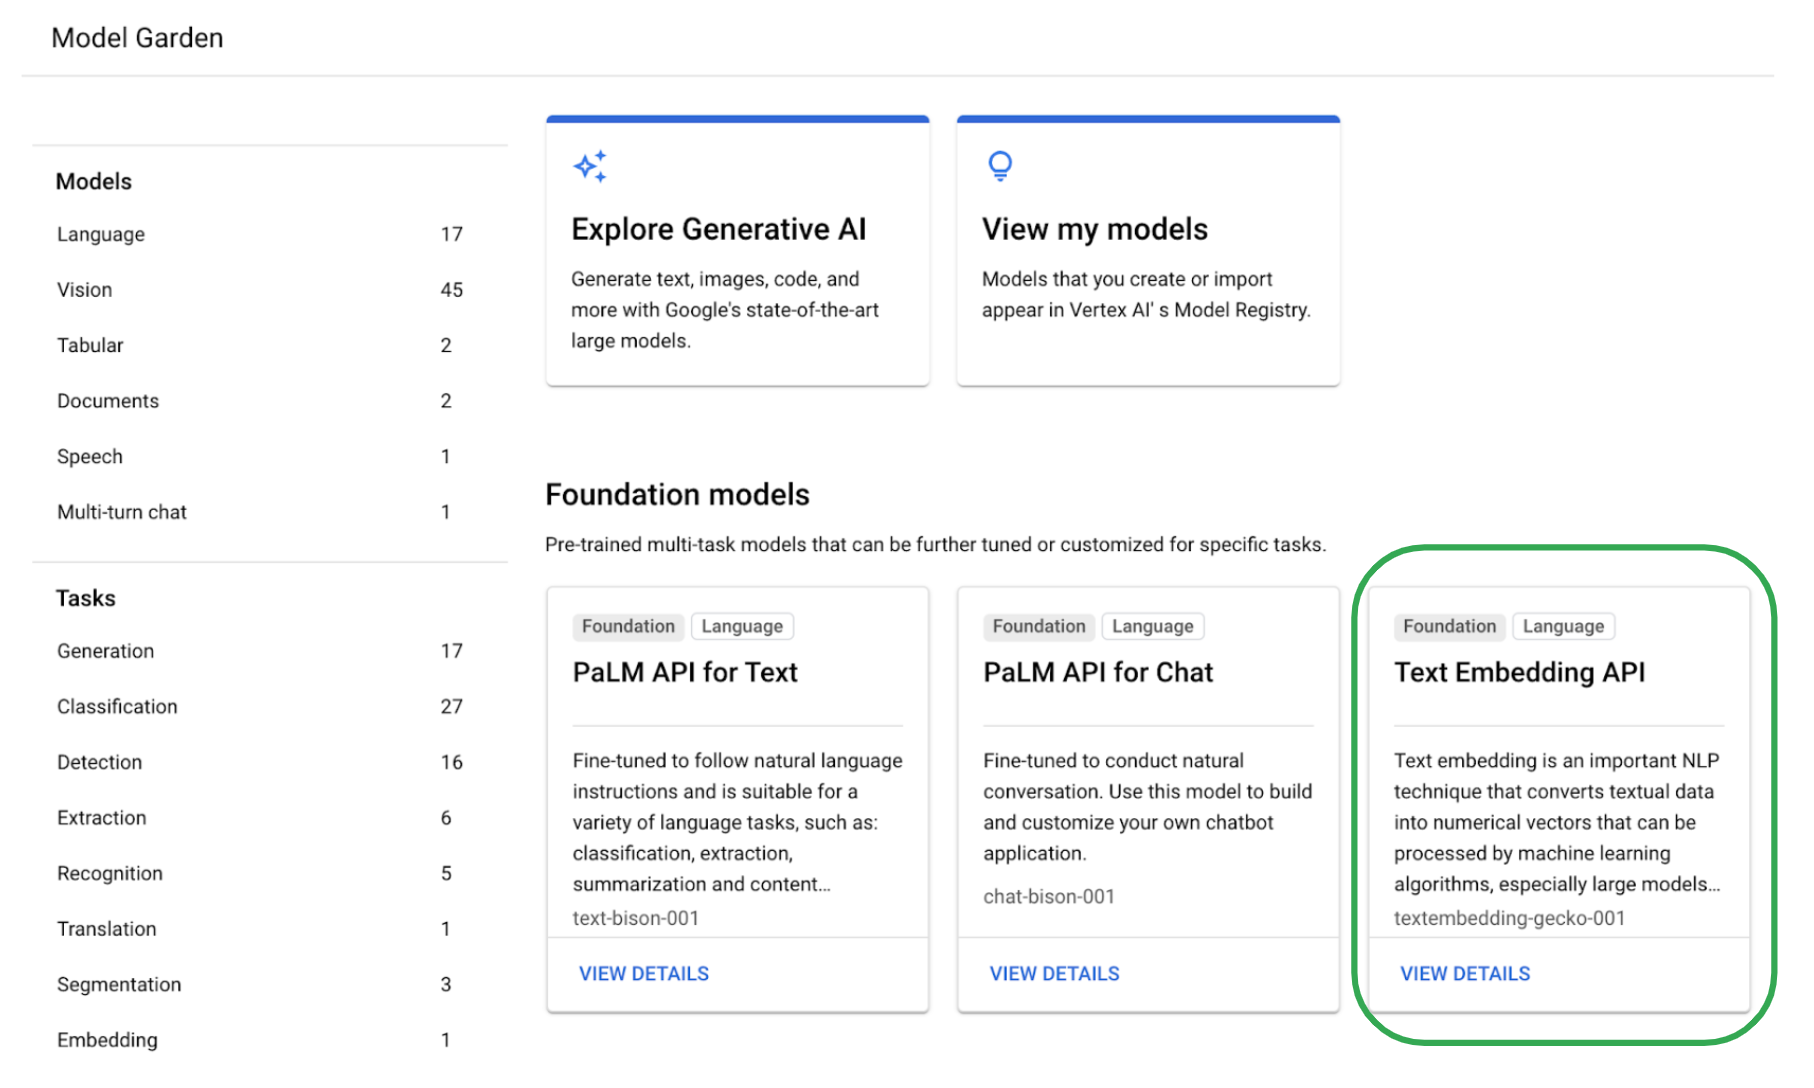 Model Garden
Models
Language 17
Vision 45
Tabular 2
Documents 2
Speech 1
Multi-turn chat 1
Tasks
Generation 17
Classification 27
Detection 16
Extraction 6
Recognition 5
Translation 1
Segmentation 3
Embedding 1
Explore Generative AI
Generate text, images, code, and
more with Google's state-of-the-art
large models.
View my models
Models that you create or import
appear in Vertex AI' s Model Registry.
Foundation models
Pre-trained multi-task models that can be further tuned or customized for specific tasks.
Foundation Language
PaLM API for Text
Fine-tuned to follow natural language
instructions and is suitable for a
variety of language tasks, such as:
classification, extraction,
summarization and content...
text-bison-001
VIEW DETAILS
Foundation Language
PaLM API for Chat
Fine-tuned to conduct natural
conversation. Use this model to build
and customize your own chatbot
application.
chat-bison-001
VIEW DETAILS
Foundation Language
Text Embedding API
Text embedding is an important NLP
technique that converts textual data
into numerical vectors that can be
processed by machine learning
algorithms, especially large models...
textembedding-gecko-001
VIEW DETAILS